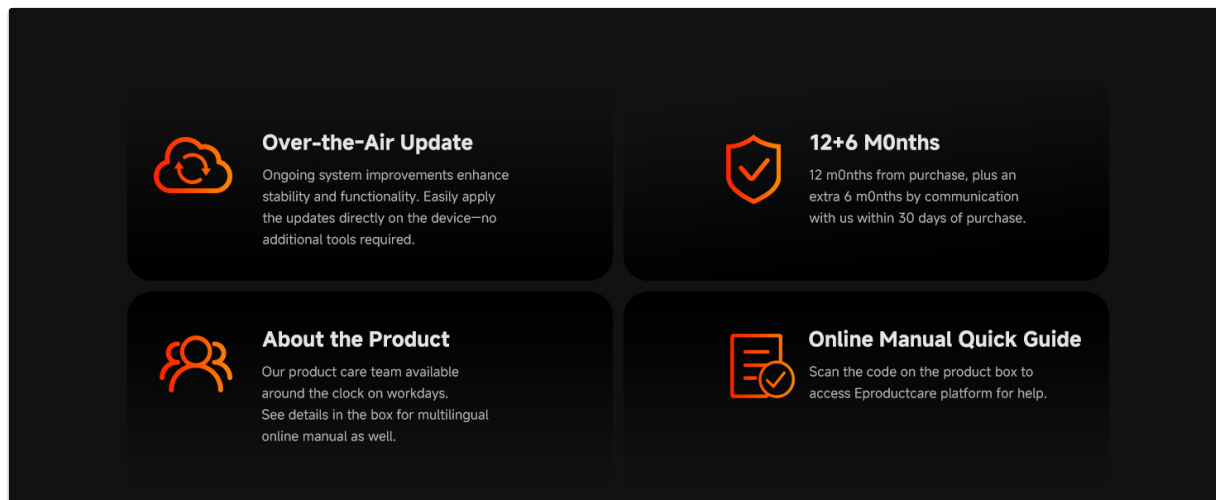 Over-the-Air Update
Ongoing system improvements enhance
stability and functionality. Easily apply
the updates directly on the device—no
additional tools required.
12+6 M0nths
12 m0nths from purchase, plus an
extra 6 m0nths by communication
with us within 30 days of purchase.
About the Product
Our product care team available
around the clock on workdays.
See details in the box for multilingual
online manual as well.
Online Manual Quick Guide
Scan the code on the product box to
access Eproductcare platform for help.